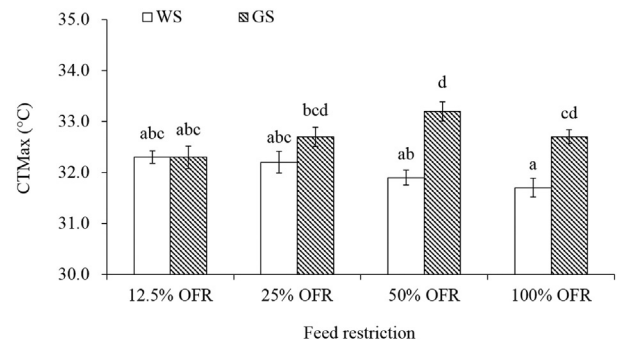 35.0
WS GS
34.0
d
33.0
bcd
cd
abc abc
abc
ab
a
32.0
31.0
30.0
CTMax (°C)
12.5% OFR 25% OFR 50% OFR 100% OFR
Feed restriction